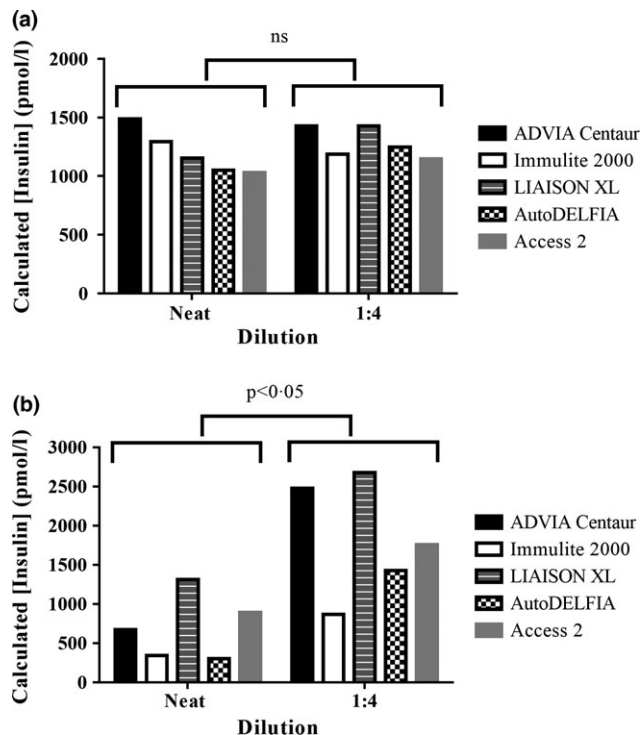 (a)
ns
Calculated [Insulin] (pmol/l)
2000
1500
1000
500
0
Neat
1:4
Dilution
ADVIA Centaur
Immulite 2000
LIAISON XL
AutoDELFIA
Access 2
(b)
p<0·05
Calculated [Insulin] (pmol/l)
3000
2500
2000
1500
1000
500
0
Neat
1:4
Dilution
ADVIA Centaur
Immulite 2000
LIAISON XL
AutoDELFIA
Access 2